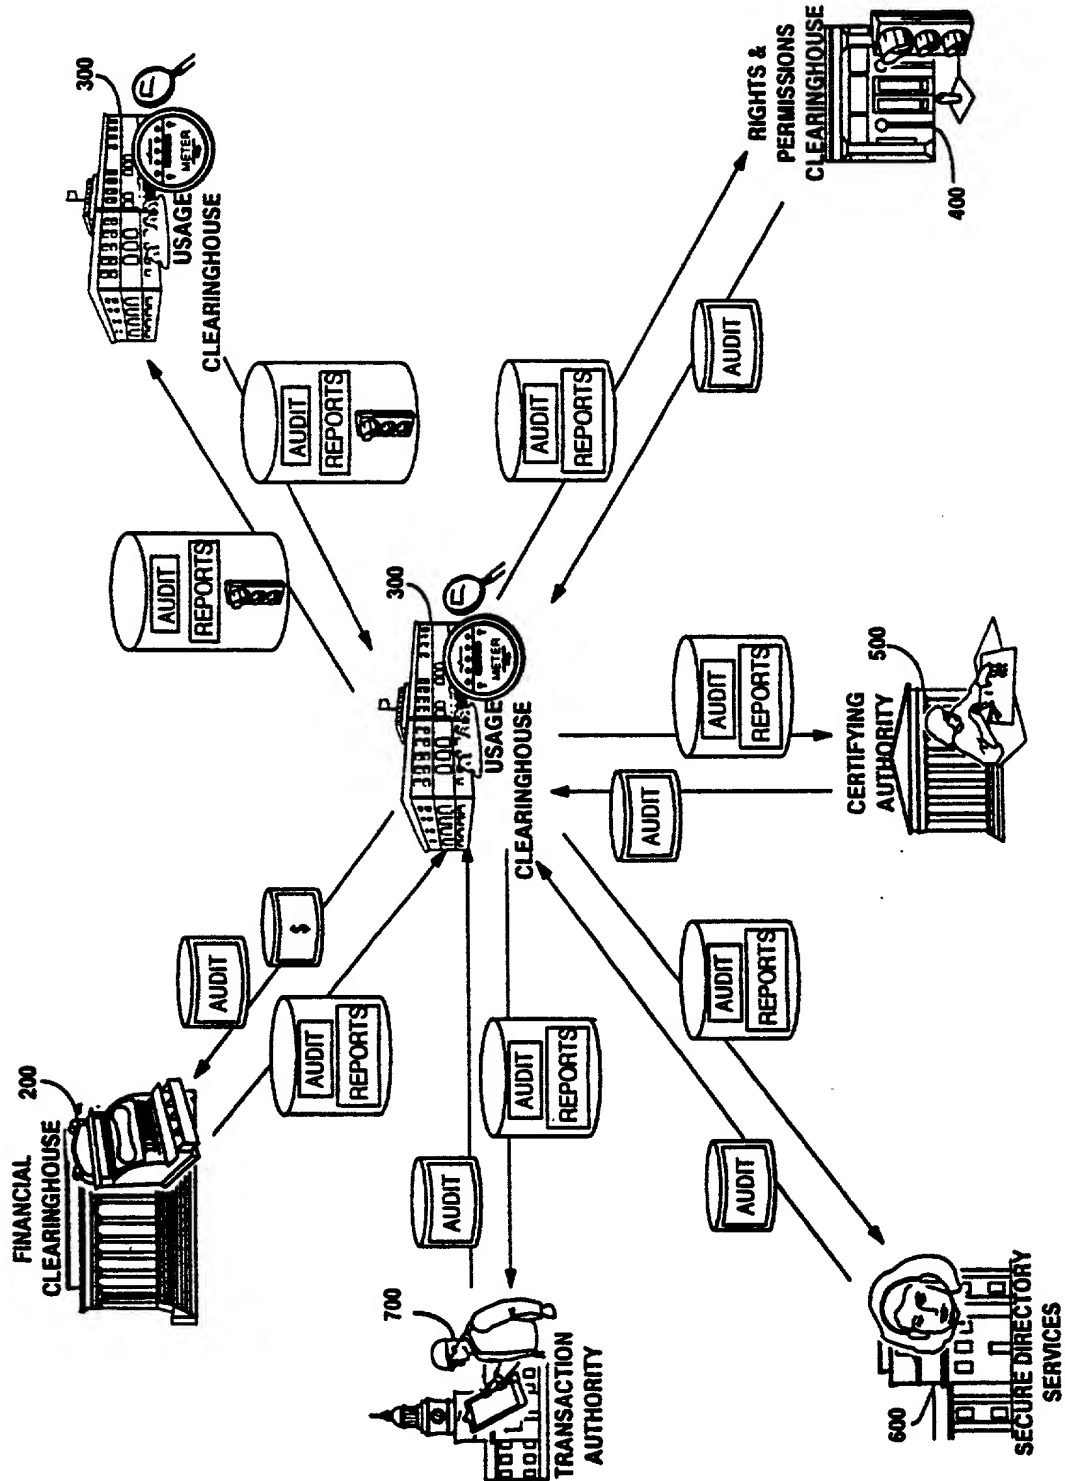 FINANCIAL
CLEARINGHOUSE
200
AUDIT
$
AUDIT
REPORTS
AUDIT
REPORTS
AUDIT
REPORTS
300
METER
USAGE
CLEARINGHOUSE
TRANSACTION
AUTHORITY
700
AUDIT
AUDIT
REPORTS
300
METER
USAGE
CLEARINGHOUSE
AUDIT
REPORTS
AUDIT
RIGHTS &
PERMISSIONS
CLEARINGHOUSE
400
SECURE DIRECTORY
SERVICES
600
AUDIT
AUDIT
REPORTS
AUDIT
AUDIT
REPORTS
CERTIFYING
AUTHORITY
500